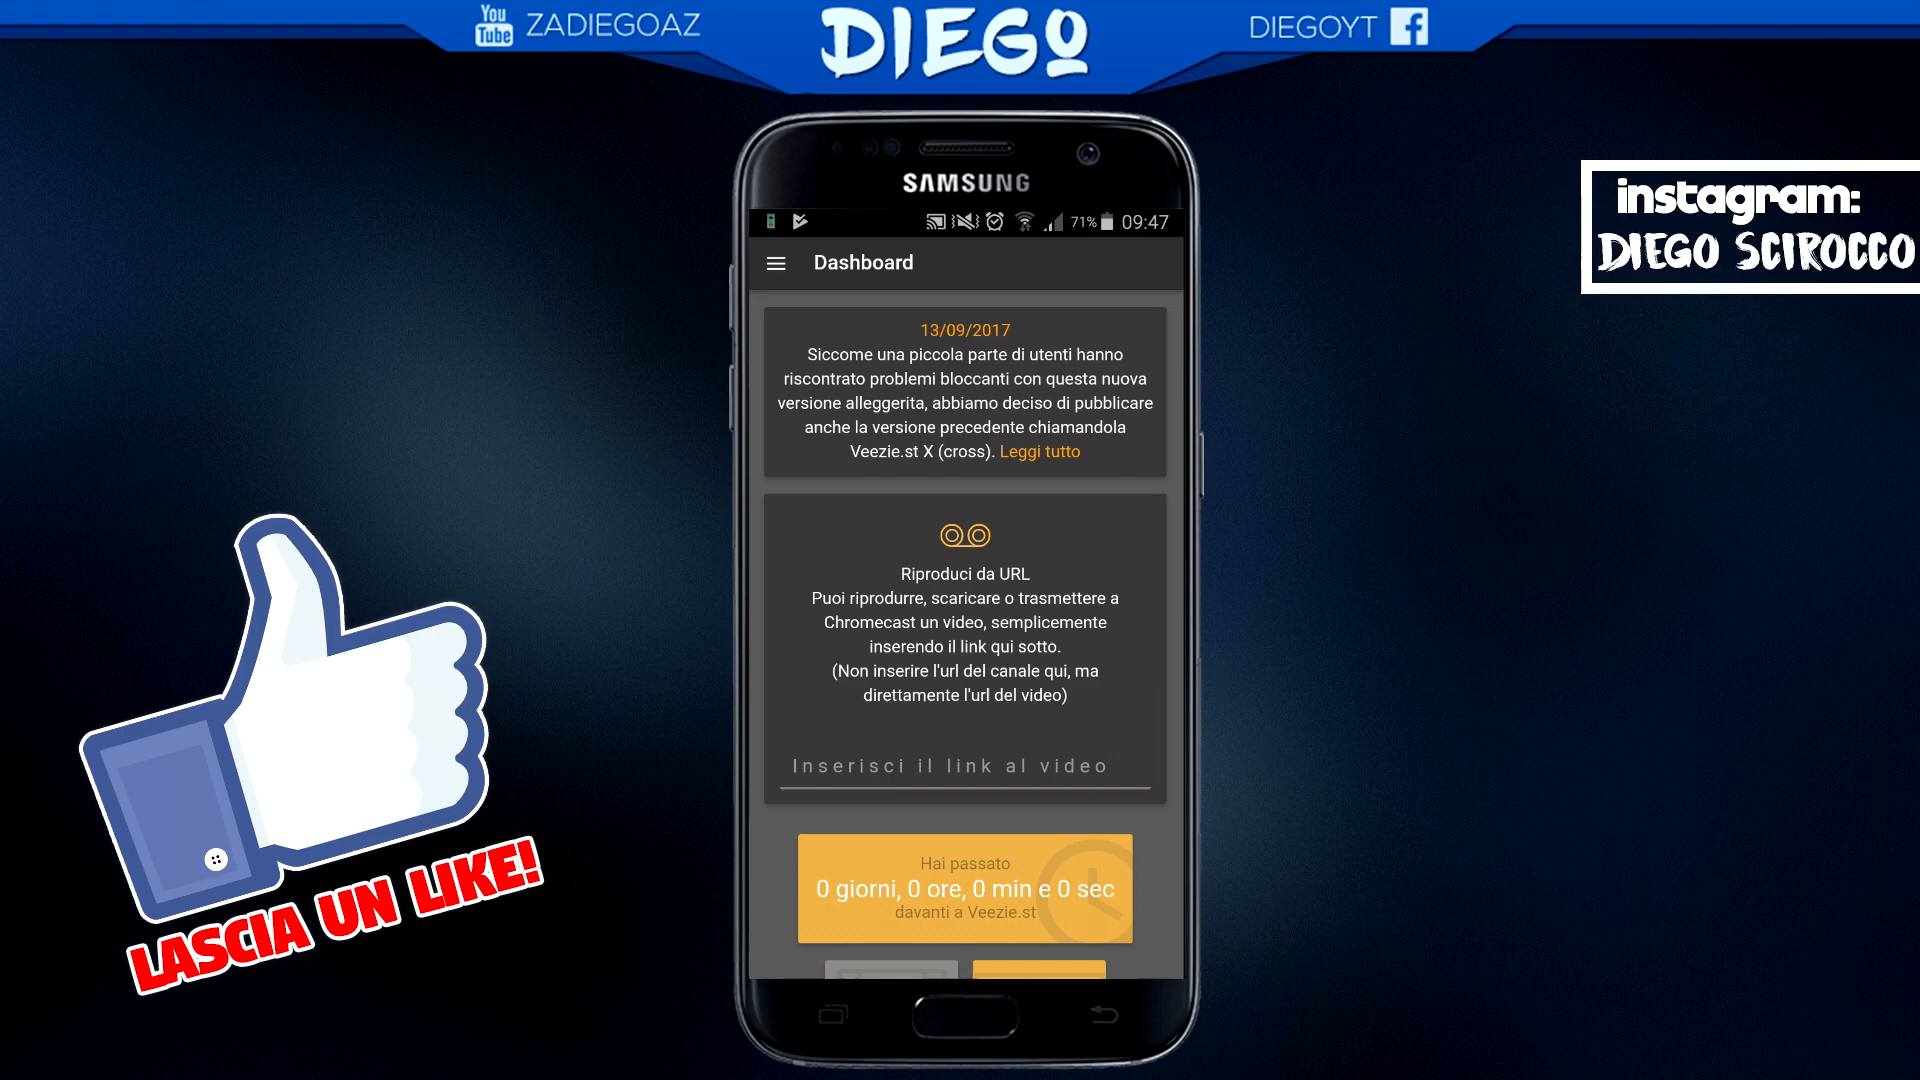 You
Tube
ZADIEGOAZ
DIEGO
DIEGOYT
instagram:
DIEGO SCIROCCO
SAMSUNG
71%
09:47
Dashboard
13/09/2017
Siccome una piccola parte di utenti hanno
riscontrato problemi bloccanti con questa nuova
versione alleggerita, abbiamo deciso di pubblicare
anche la versione precedente chiamandola
Veezie.st X (cross). Leggi tutto
Riproduci da URL
Puoi riprodurre, scaricare o trasmettere a
Chromecast un video, semplicemente
inserendo il link qui sotto.
(Non inserire l'url del canale qui, ma
direttamente l'url del video)
Inserisci il link al video
Hai passato
0 giorni, 0 ore, 0 min e 0 sec
davanti a Veezie.st
LASCIA UN LIKE!